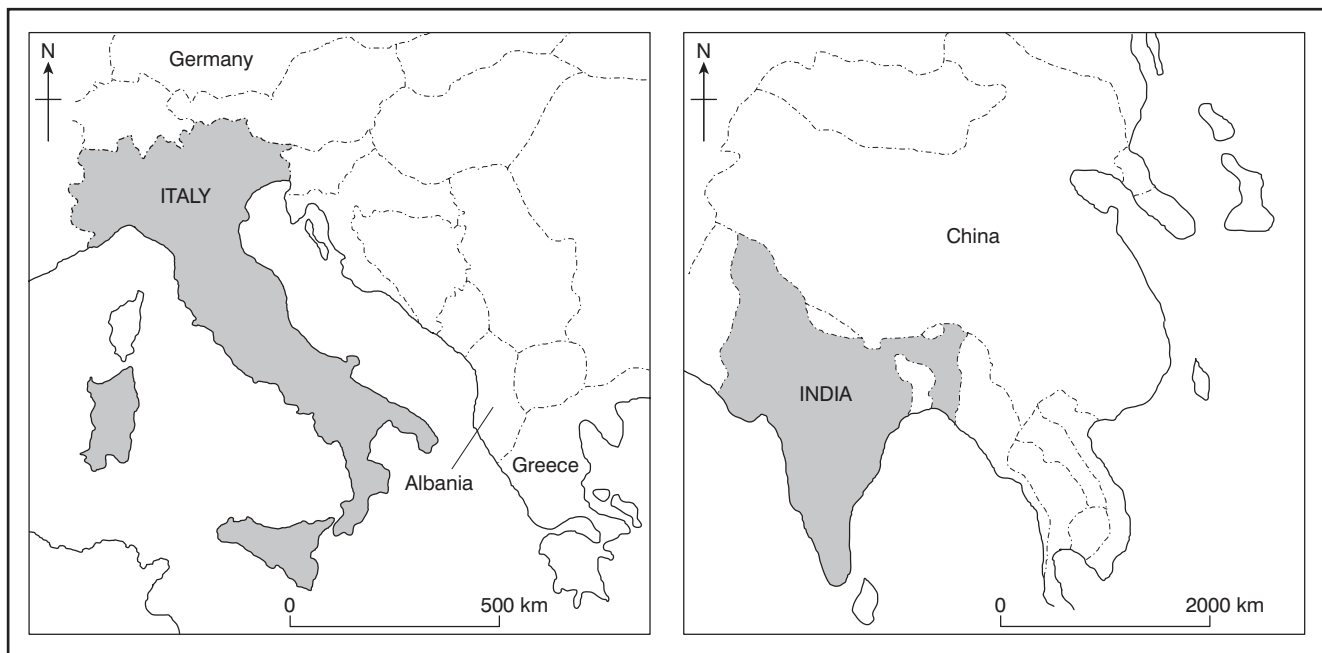 N
Germany
ITALY
Albania
Greece
0 500 km
N
China
INDIA
0 2000 km